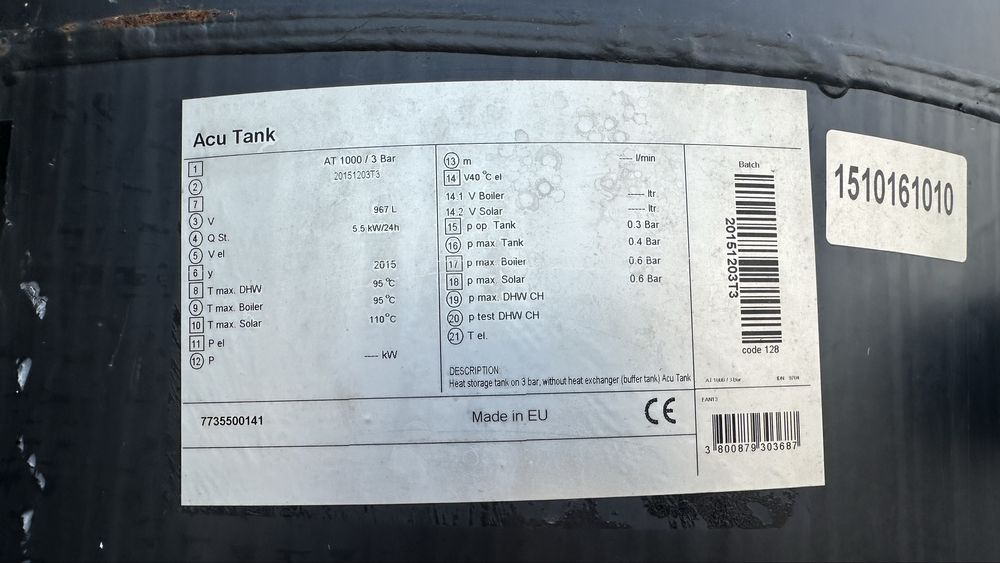 Acu Tank
1 AT 1000 / 3 Bar
2 20151203T3
7
3 V 967 L
4 Q St. 5.5 kW/24h
5 V el
6 y 2015
8 T max. DHW 95 °C
9 T max. Boiler 95 °C
10 T max. Solar 110°C
11 P el
12 P ---- kW
13 m ---- l/min
14 V40 °C el
14.1 V Boiler ---- ltr.
14.2 V Solar ----- ltr.
15 p op. Tank 0.3 Bar
16 p max. Tank 0.4 Bar
17 p max. Boiler 0.6 Bar
18 p max. Solar 0.6 Bar
19 p max. DHW CH
20 p test DHW CH
21 T el.
DESCRIPTION:
Heat storage tank on 3 bar, without heat exchanger (buffer tank) Acu Tank
Batch
20151203T3
code 128
AT 1000 / 3 Bar
7735500141
Made in EU
CE
EAN13
3 800879 303687
1510161010